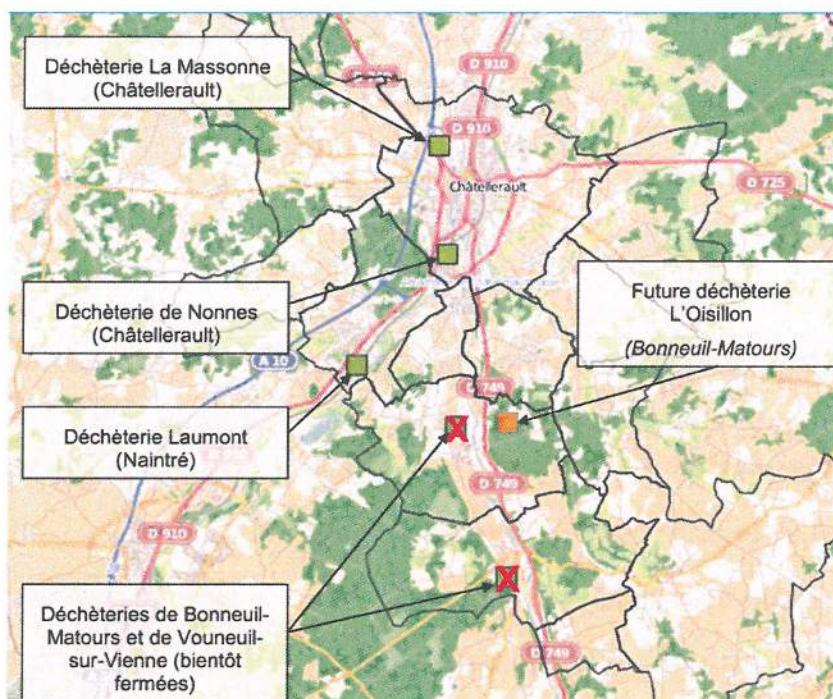 Déchèterie La Massonne
(Châtellerault)
D 910
D 910
Châtellerault
D 725
Déchèterie de Nonnes
(Châtellerault)
Future déchèterie
L'Oisillon
(Bonneuil-Matours)
A 10
D 749
Déchèterie Laumont
(Naintré)
D 749
D 910
Déchèteries de Bonneuil-
Matours et de Vouneuil-
sur-Vienne (bientôt
fermées)
D 749